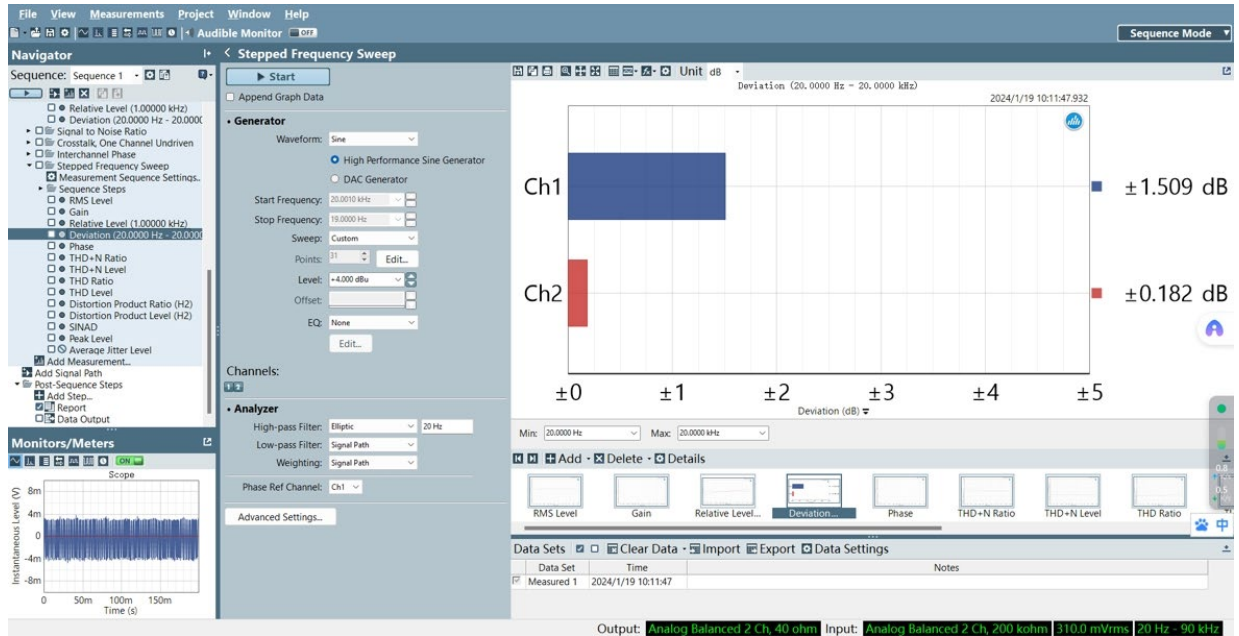 File View Measurements Project Window Help
Audible Monitor OFF
Sequence Mode
Navigator
Sequence: Sequence 1
Relative Level (1.00000 kHz)
Deviation (20.0000 Hz - 20.000
Signal to Noise Ratio
Crosstalk, One Channel Undriven
Interchannel Phase
Stepped Frequency Sweep
Measurement Sequence Settings...
Sequence Steps
RMS Level
Gain
Relative Level (1.00000 kHz)
Deviation (20.0000 Hz - 20.000
Phase
THD+N Ratio
THD+N Level
THD Ratio
THD Level
Distortion Product Ratio (H2)
Distortion Product Level (H2)
SINAD
Peak Level
Average Jitter Level
Add Measurement...
Add Signal Path
Post-Sequence Steps
Add Step...
Report
Data Output
Monitors/Meters
ON
Scope
Instantaneous Level (V)
8m
4m
0
-4m
-8m
0 50m 100m 150m
Time (s)
Stepped Frequency Sweep
Start
Append Graph Data
Generator
Waveform: Sine
High Performance Sine Generator
DAC Generator
Start Frequency: 20.0010 kHz
Stop Frequency: 19.0000 Hz
Sweep: Custom
Points: 31 Edit...
Level: +4.000 dBu
Offset:
EQ: None
Edit...
Channels:
1 2
Analyzer
High-pass Filter: Elliptic 20 Hz
Low-pass Filter: Signal Path
Weighting: Signal Path
Phase Ref Channel: Ch1
Advanced Settings...
Unit dB
Deviation (20.0000 Hz - 20.0000 kHz)
2024/1/19 10:11:47.932
Ch1 ±1.509 dB
Ch2 ±0.182 dB
±0 ±1 ±2 ±3 ±4 ±5
Deviation (dB)
Min: 20.0000 Hz Max: 20.0000 kHz
Add Delete Details
RMS Level Gain Relative Level... Deviation... Phase THD+N Ratio THD+N Level THD Ratio
Data Sets Clear Data Import Export Data Settings
Data Set Time Notes
Measured 1 2024/1/19 10:11:47
0.8
0.5
中
Output: Analog Balanced 2 Ch, 40 ohm Input: Analog Balanced 2 Ch, 200 kohm 310.0 mVrms 20 Hz - 90 kHz